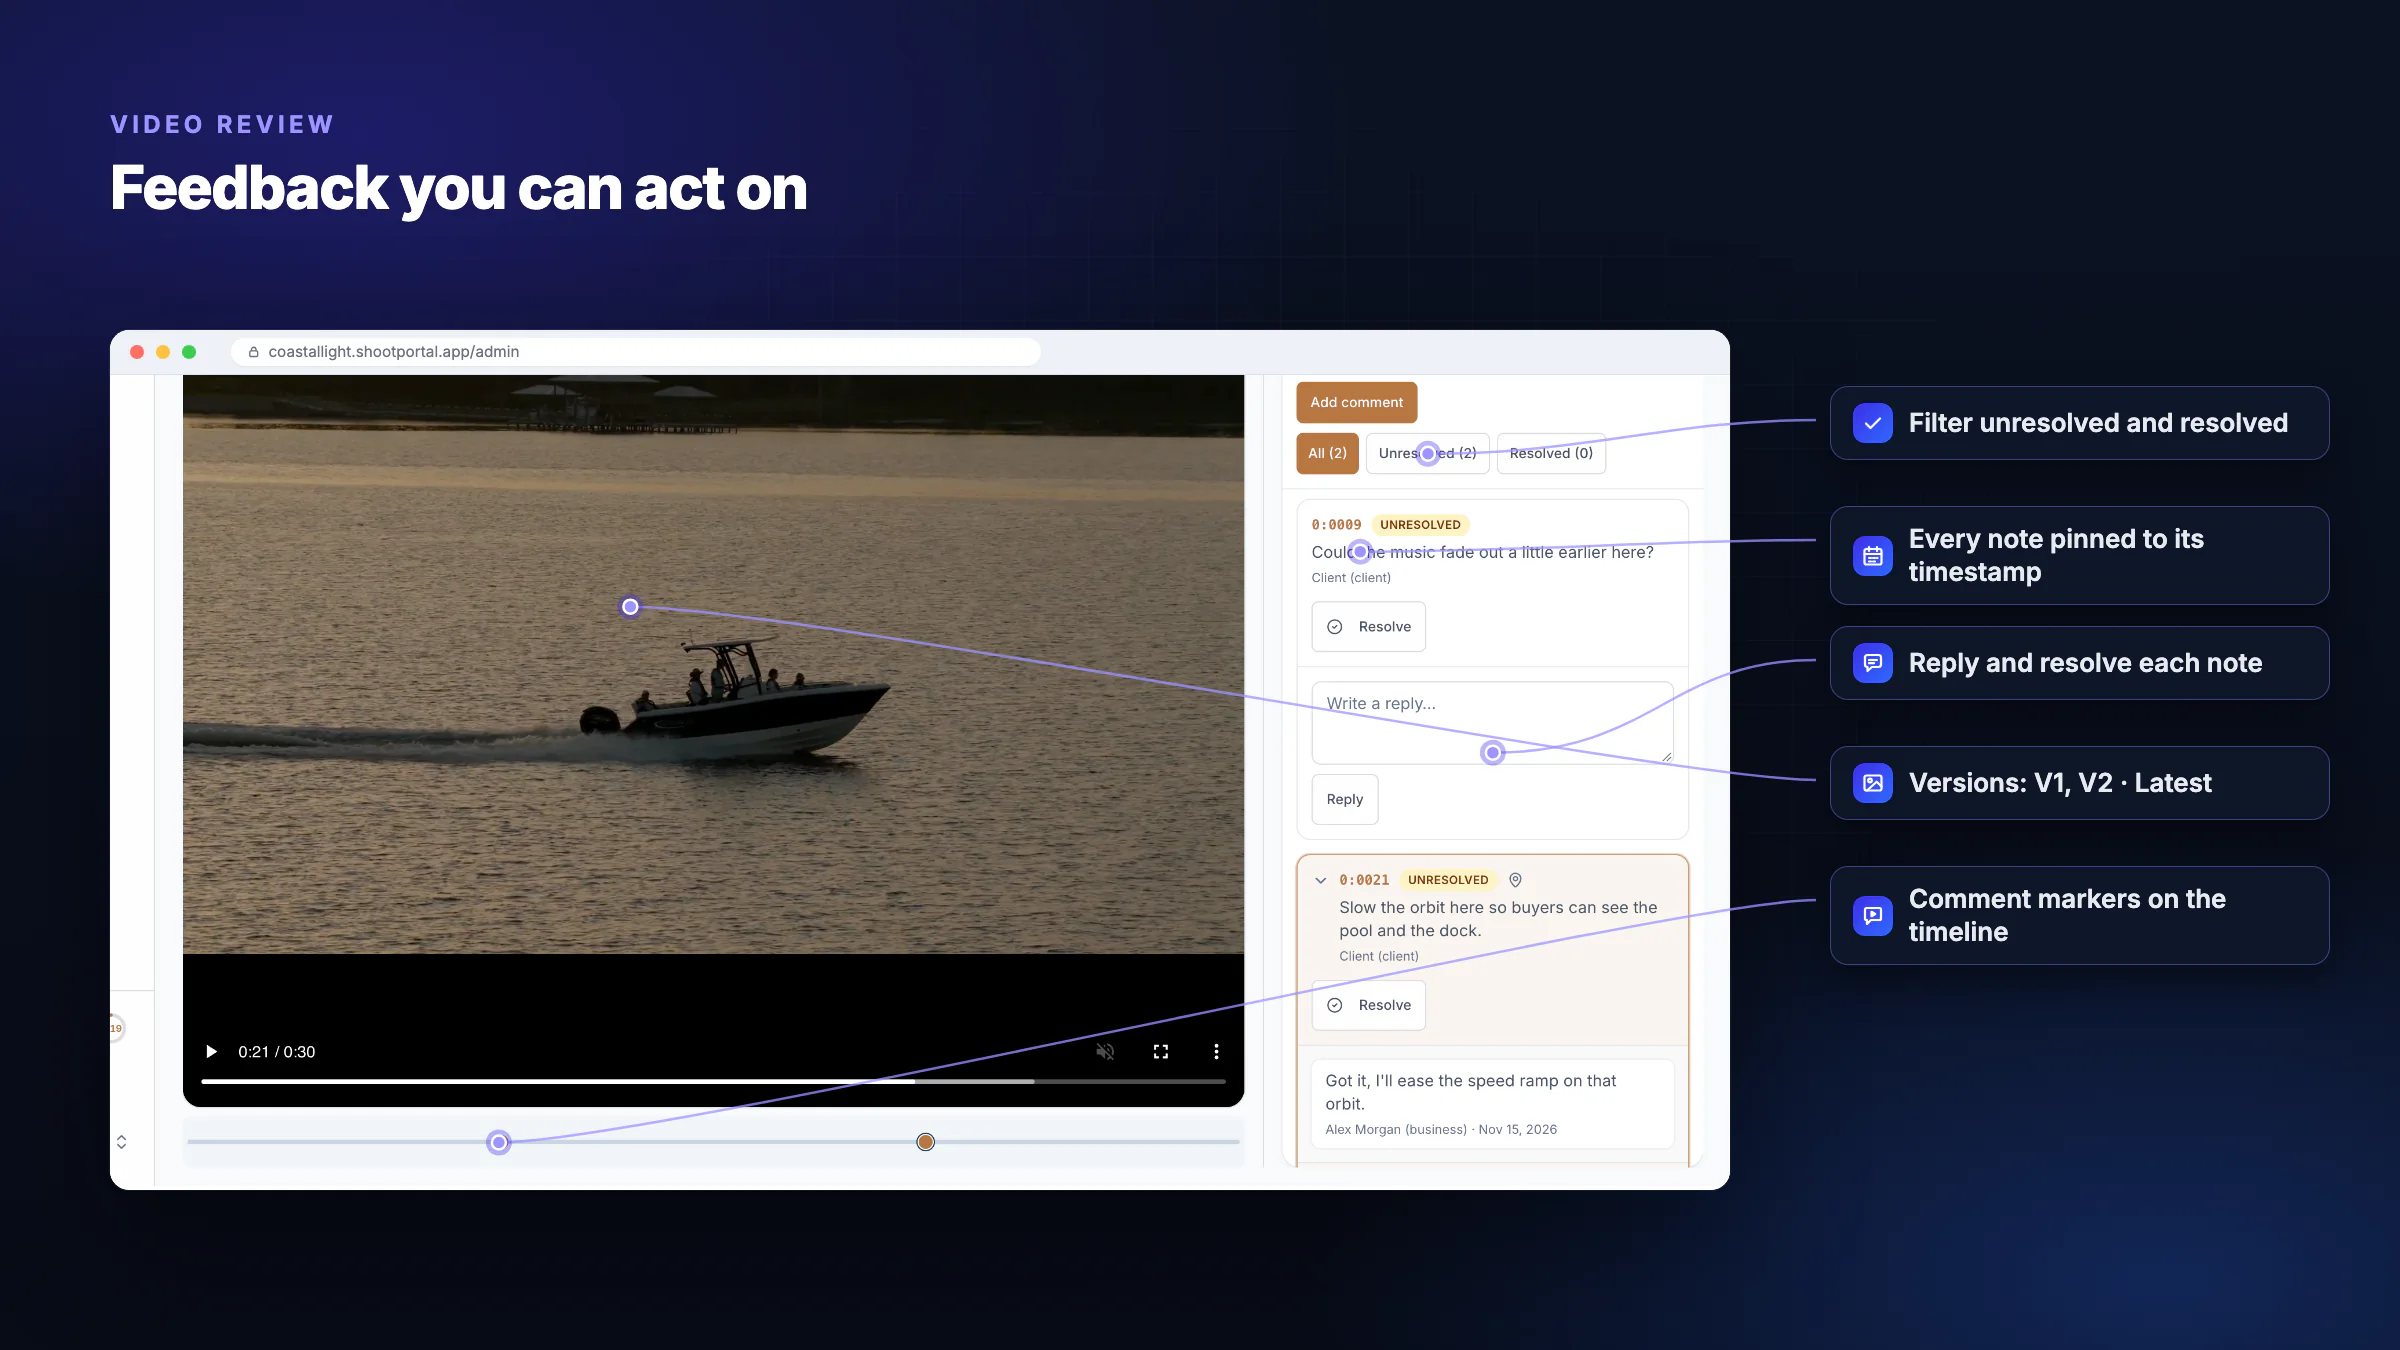 VIDEO REVIEW
Feedback you can act on
coastallight.shootportal.app/admin
Add comment
All (2)
(2)
Resolved (0)
0:0009 UNRESOLVED
music fade out a little earlier here?
Client (client)
Resolve
Write a reply...
Reply
0:0021 UNRESOLVED
Slow the orbit here so buyers can see the
pool and the dock.
Client (client)
Resolve
Got it, I'll ease the speed ramp on that
orbit.
Alex Morgan (business) · Nov 15, 2026
19
0:21 / 0:30
Filter unresolved and resolved
Every note pinned to its
timestamp
Reply and resolve each note
Versions: V1, V2 · Latest
Comment markers on the
timeline